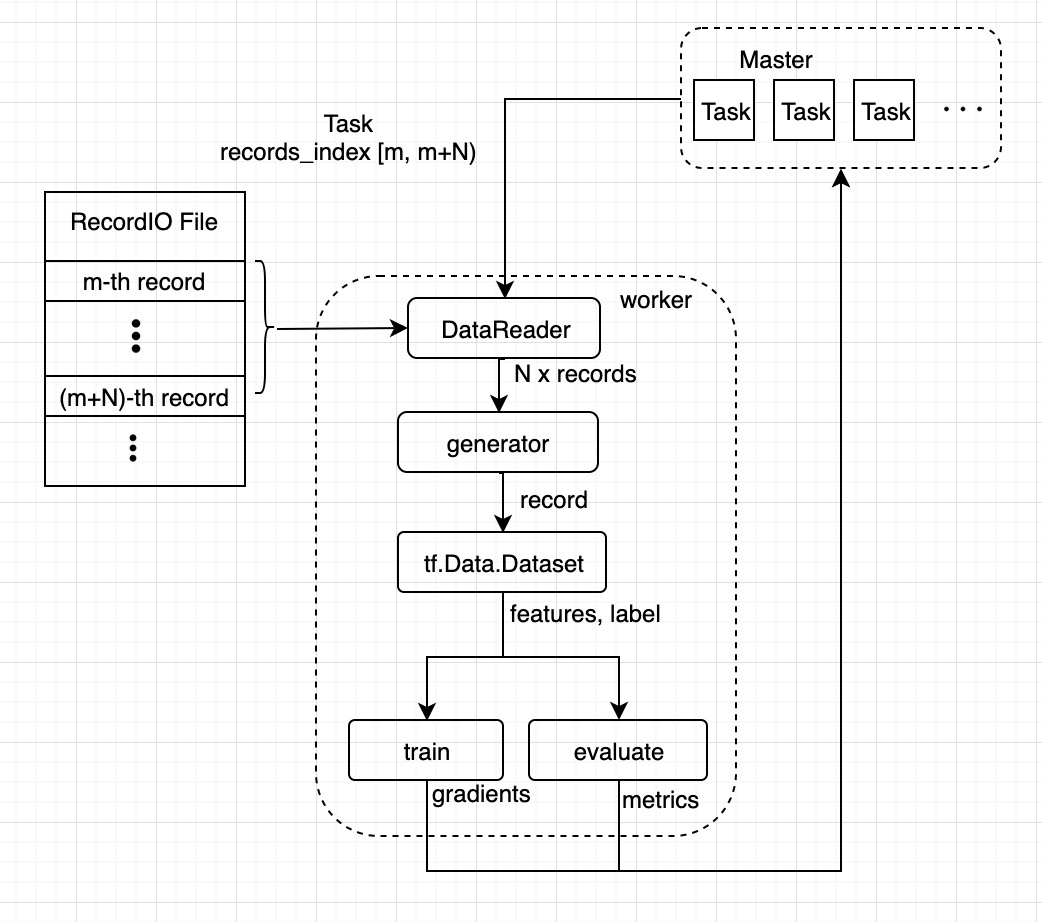 Master
Task Task Task . . .
Task
records_index [m, m+N)
RecordIO File
m-th record
(m+N)-th record
worker
DataReader
N x records
generator
record
tf.Data.Dataset
features, label
train
evaluate
gradients
metrics